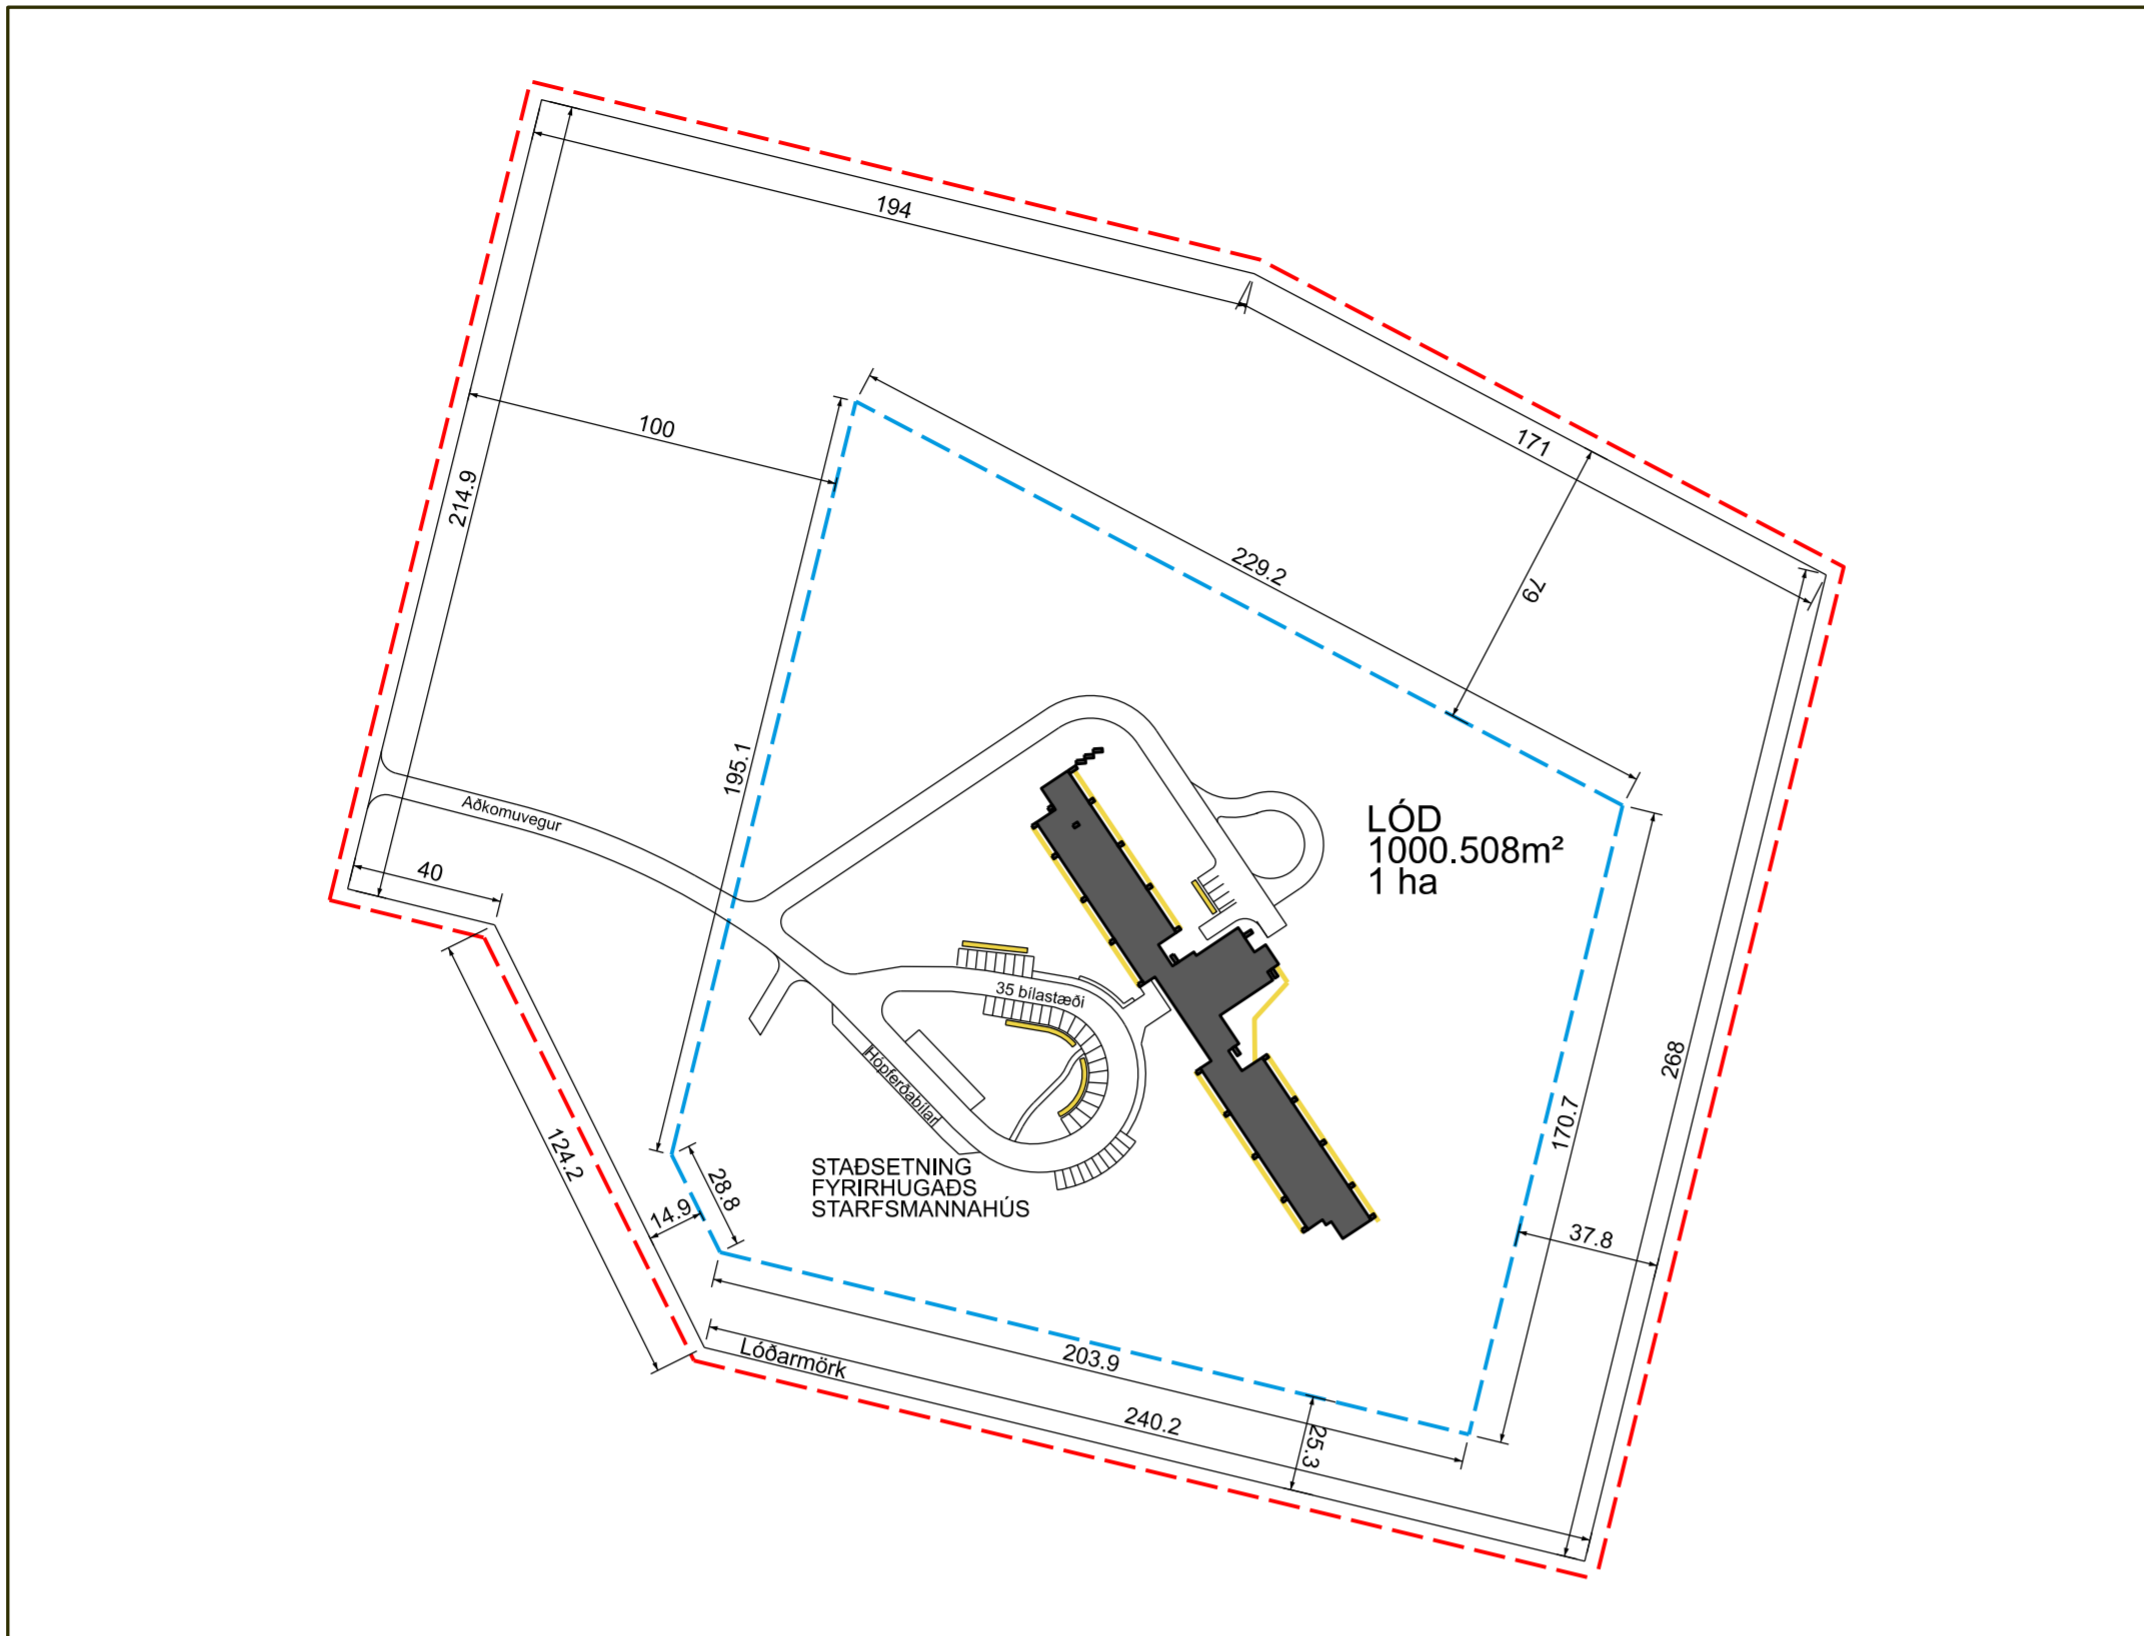 194
171
100
214.9
229.2
79
195.1
Aðkomuvegur
LÓÐ
1000.508m²
1 ha
40
35 bílastæði
Hópferðabílar
268
170.7
124.2
28.8
14.9
STAÐSETNING
FYRIRHUGAÐS
STARFSMANNAHÚS
37.8
Lóðarmörk
203.9
240.2
25.3